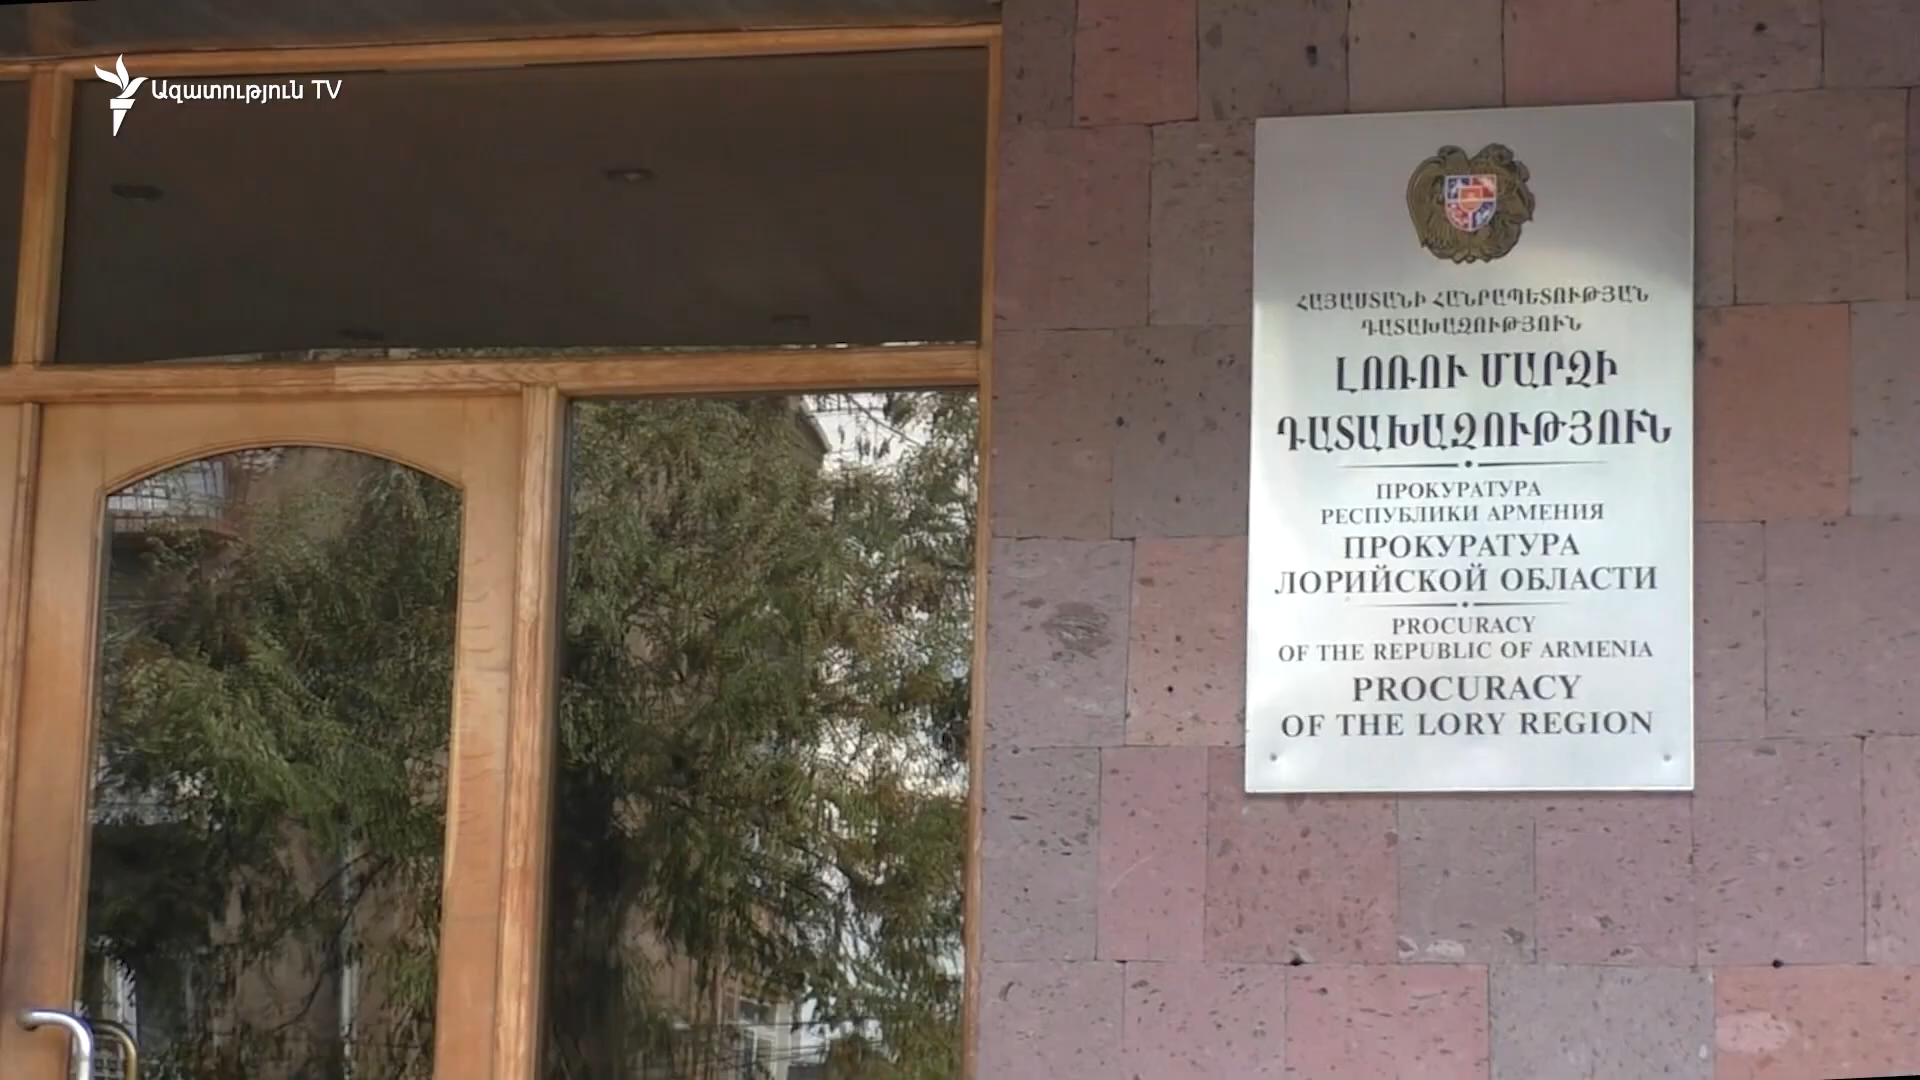 Ազատություն TV
ՀԱՅԱՍՏԱՆԻ ՀԱՆՐԱՊԵՏՈՒԹՅԱՆ
ԴԱՏԱԽԱԶՈՒԹՅՈՒՆ
ԼՈՌՈՒ ՄԱՐԶԻ
ԴԱՏԱԽԱԶՈՒԹՅՈՒՆ
ПРОКУРАТУРА
РЕСПУБЛИКИ АРМЕНИЯ
ПРОКУРАТУРА
ЛОРИЙСКОЙ ОБЛАСТИ
PROCURACY
OF THE REPUBLIC OF ARMENIA
PROCURACY
OF THE LORY REGION